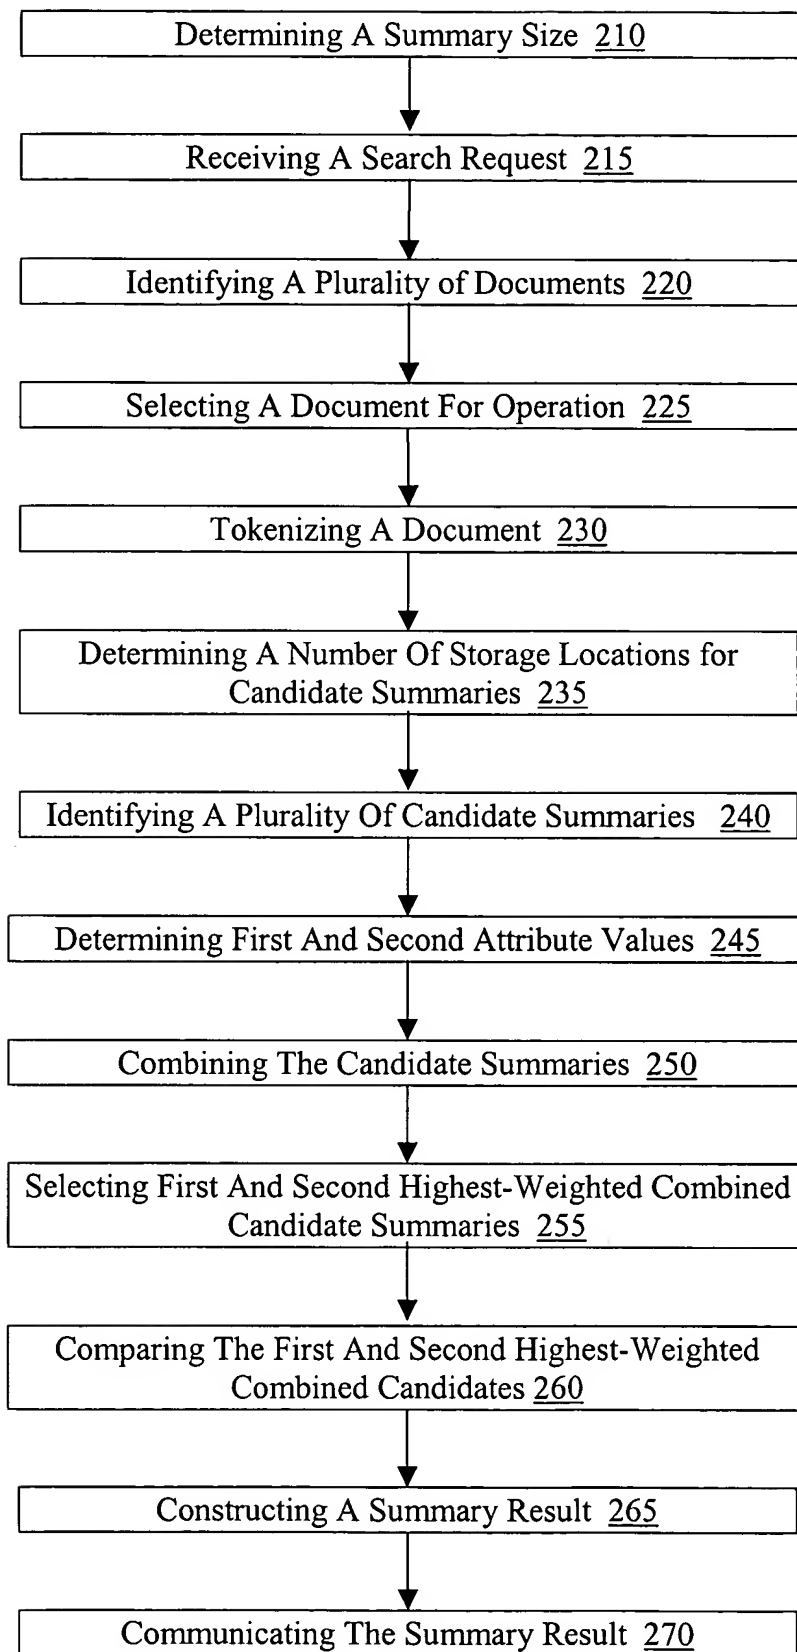 Determining A Summary Size 210
Receiving A Search Request 215
Identifying A Plurality of Documents 220
Selecting A Document For Operation 225
Tokenizing A Document 230
Determining A Number Of Storage Locations for
Candidate Summaries 235
Identifying A Plurality Of Candidate Summaries 240
Determining First And Second Attribute Values 245
Combining The Candidate Summaries 250
Selecting First And Second Highest-Weighted Combined
Candidate Summaries 255
Comparing The First And Second Highest-Weighted
Combined Candidates 260
Constructing A Summary Result 265
Communicating The Summary Result 270